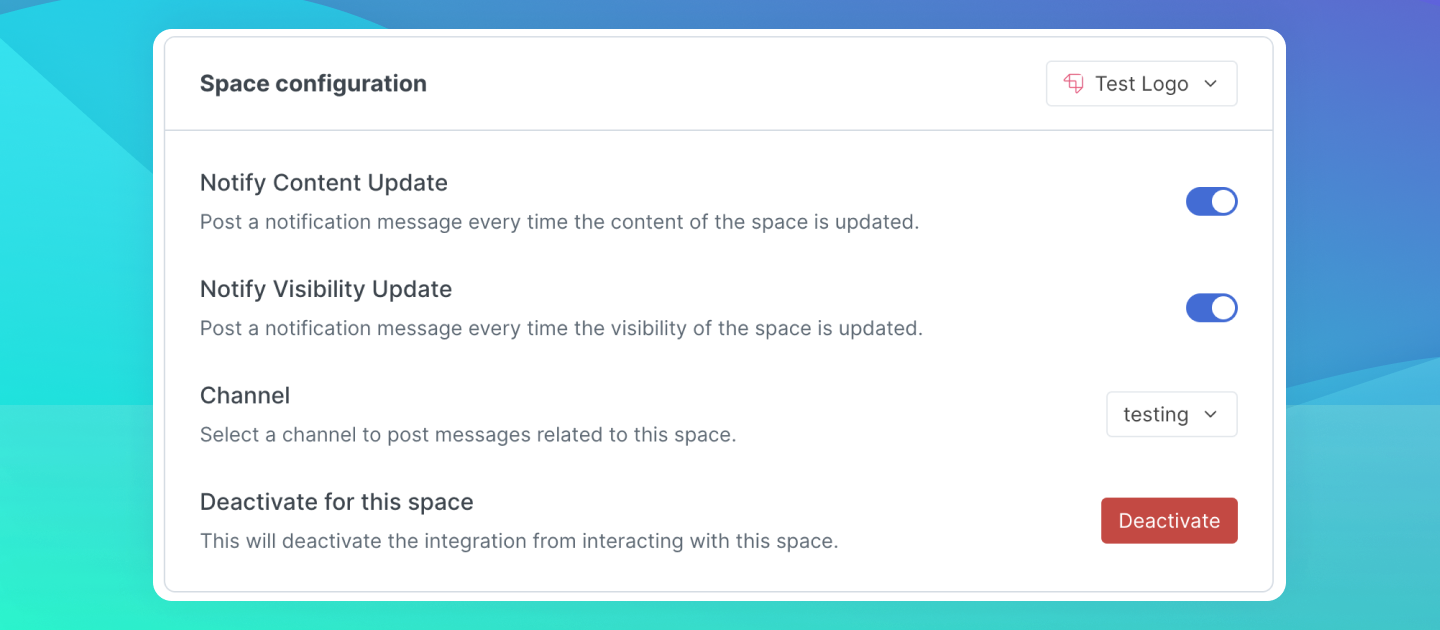 Space configuration
Test Logo
Notify Content Update
Post a notification message every time the content of the space is updated.
Notify Visibility Update
Post a notification message every time the visibility of the space is updated.
Channel
Select a channel to post messages related to this space.
testing
Deactivate for this space
This will deactivate the integration from interacting with this space.
Deactivate